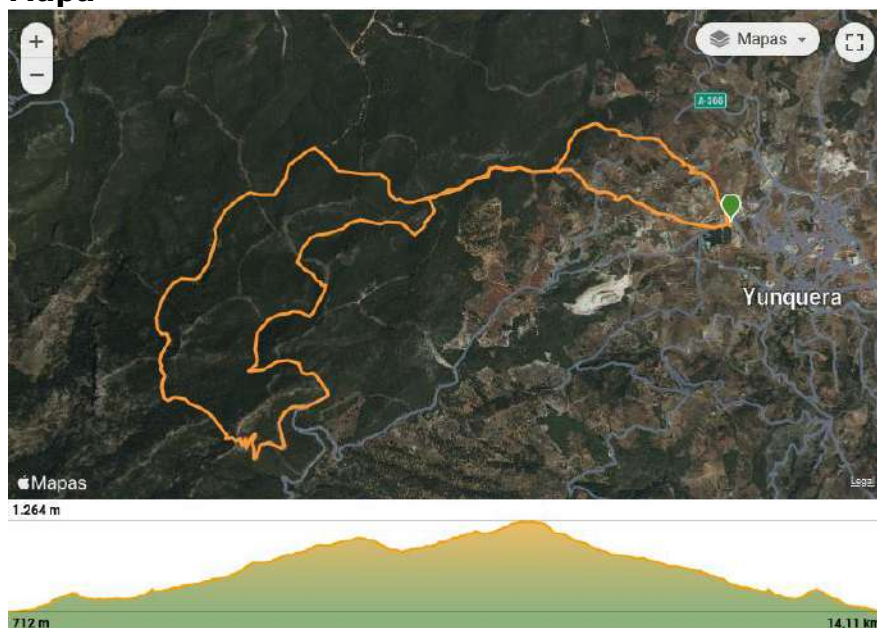 Mapa
+
Mapas
−
A-366
Yunquera
Mapas
Legal
1.264 m
712 m
14,11 km